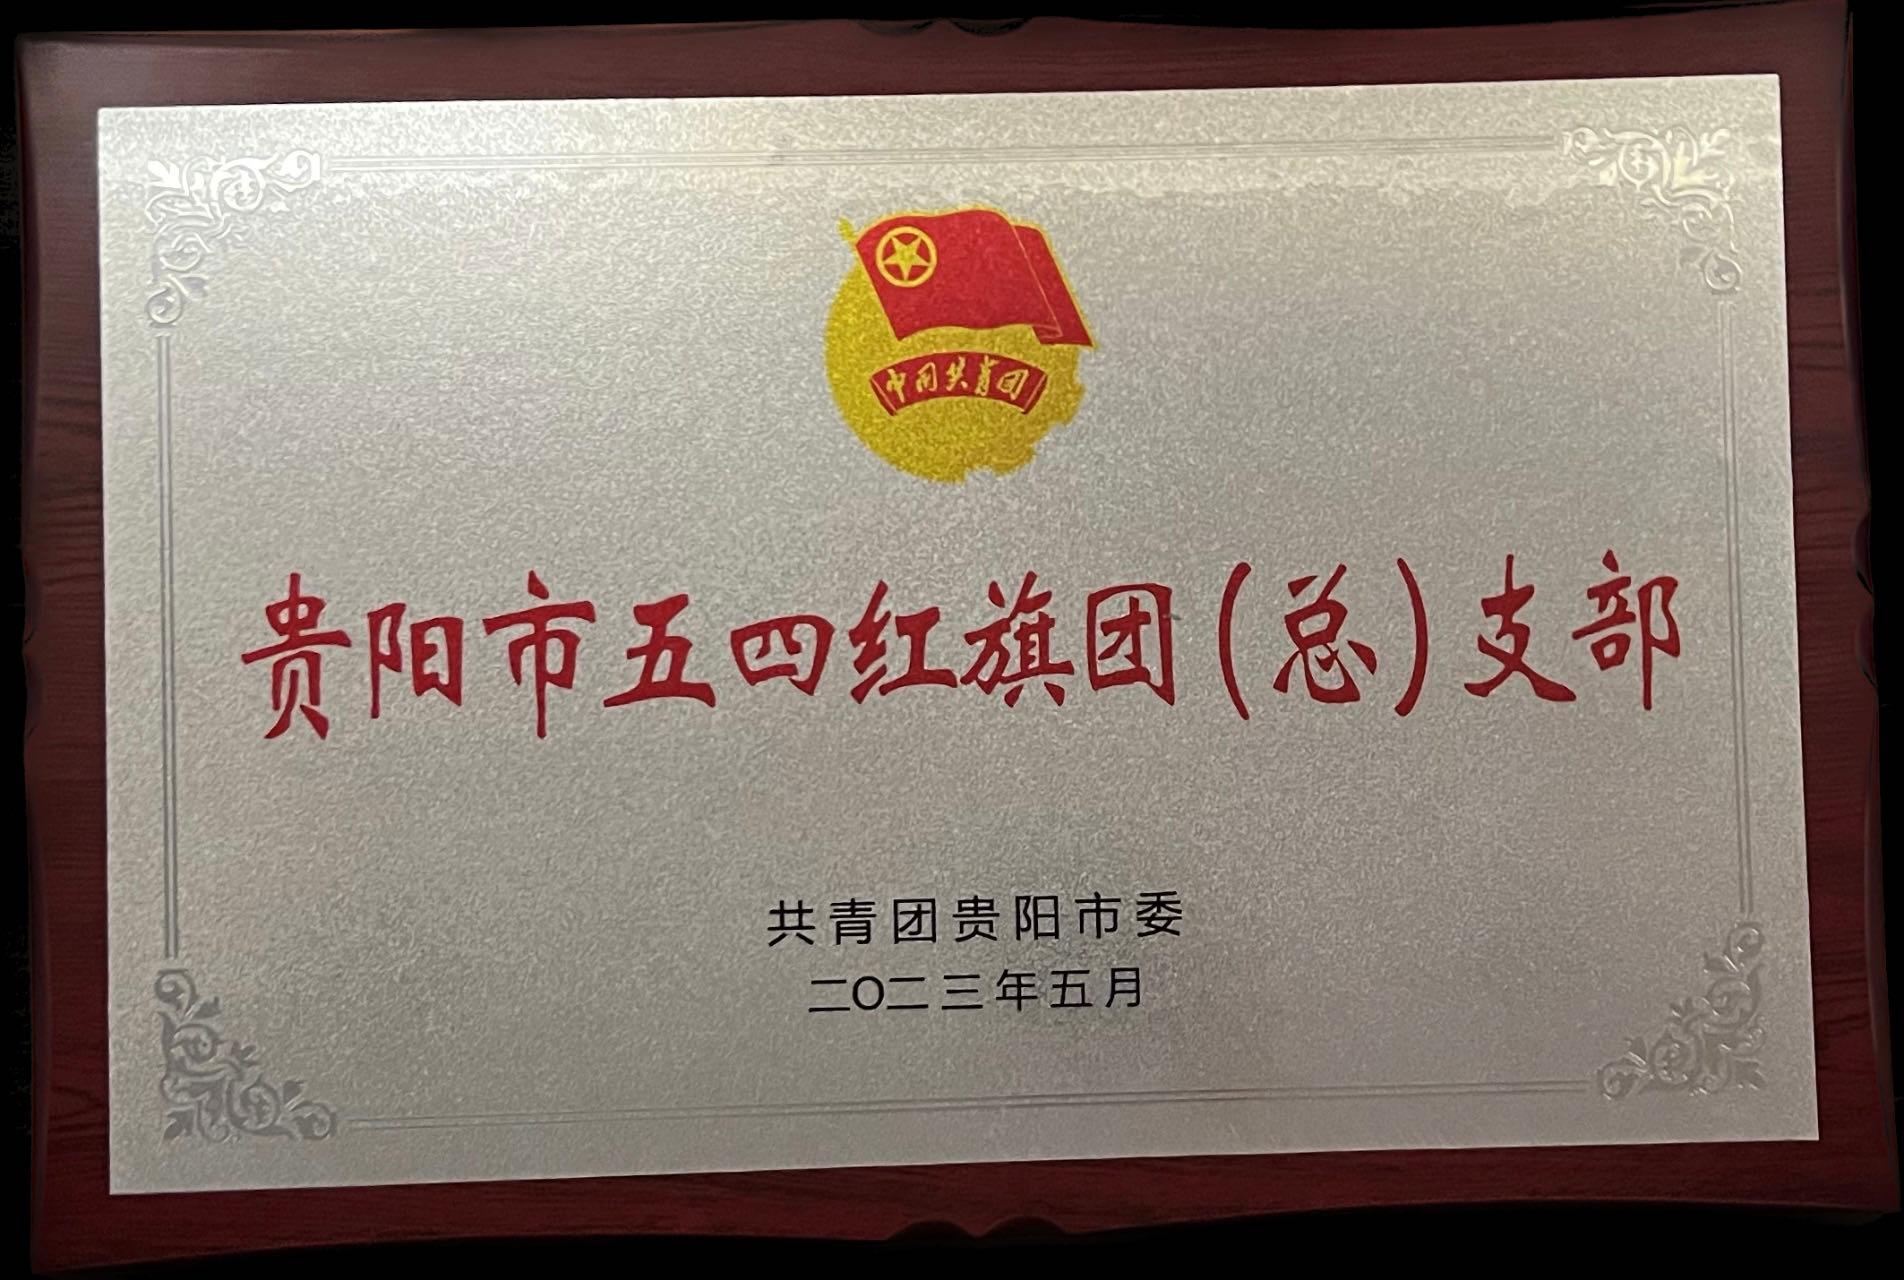 中国共青团
贵阳市五四红旗团(总)支部
共青团贵阳市委
二〇二三年五月